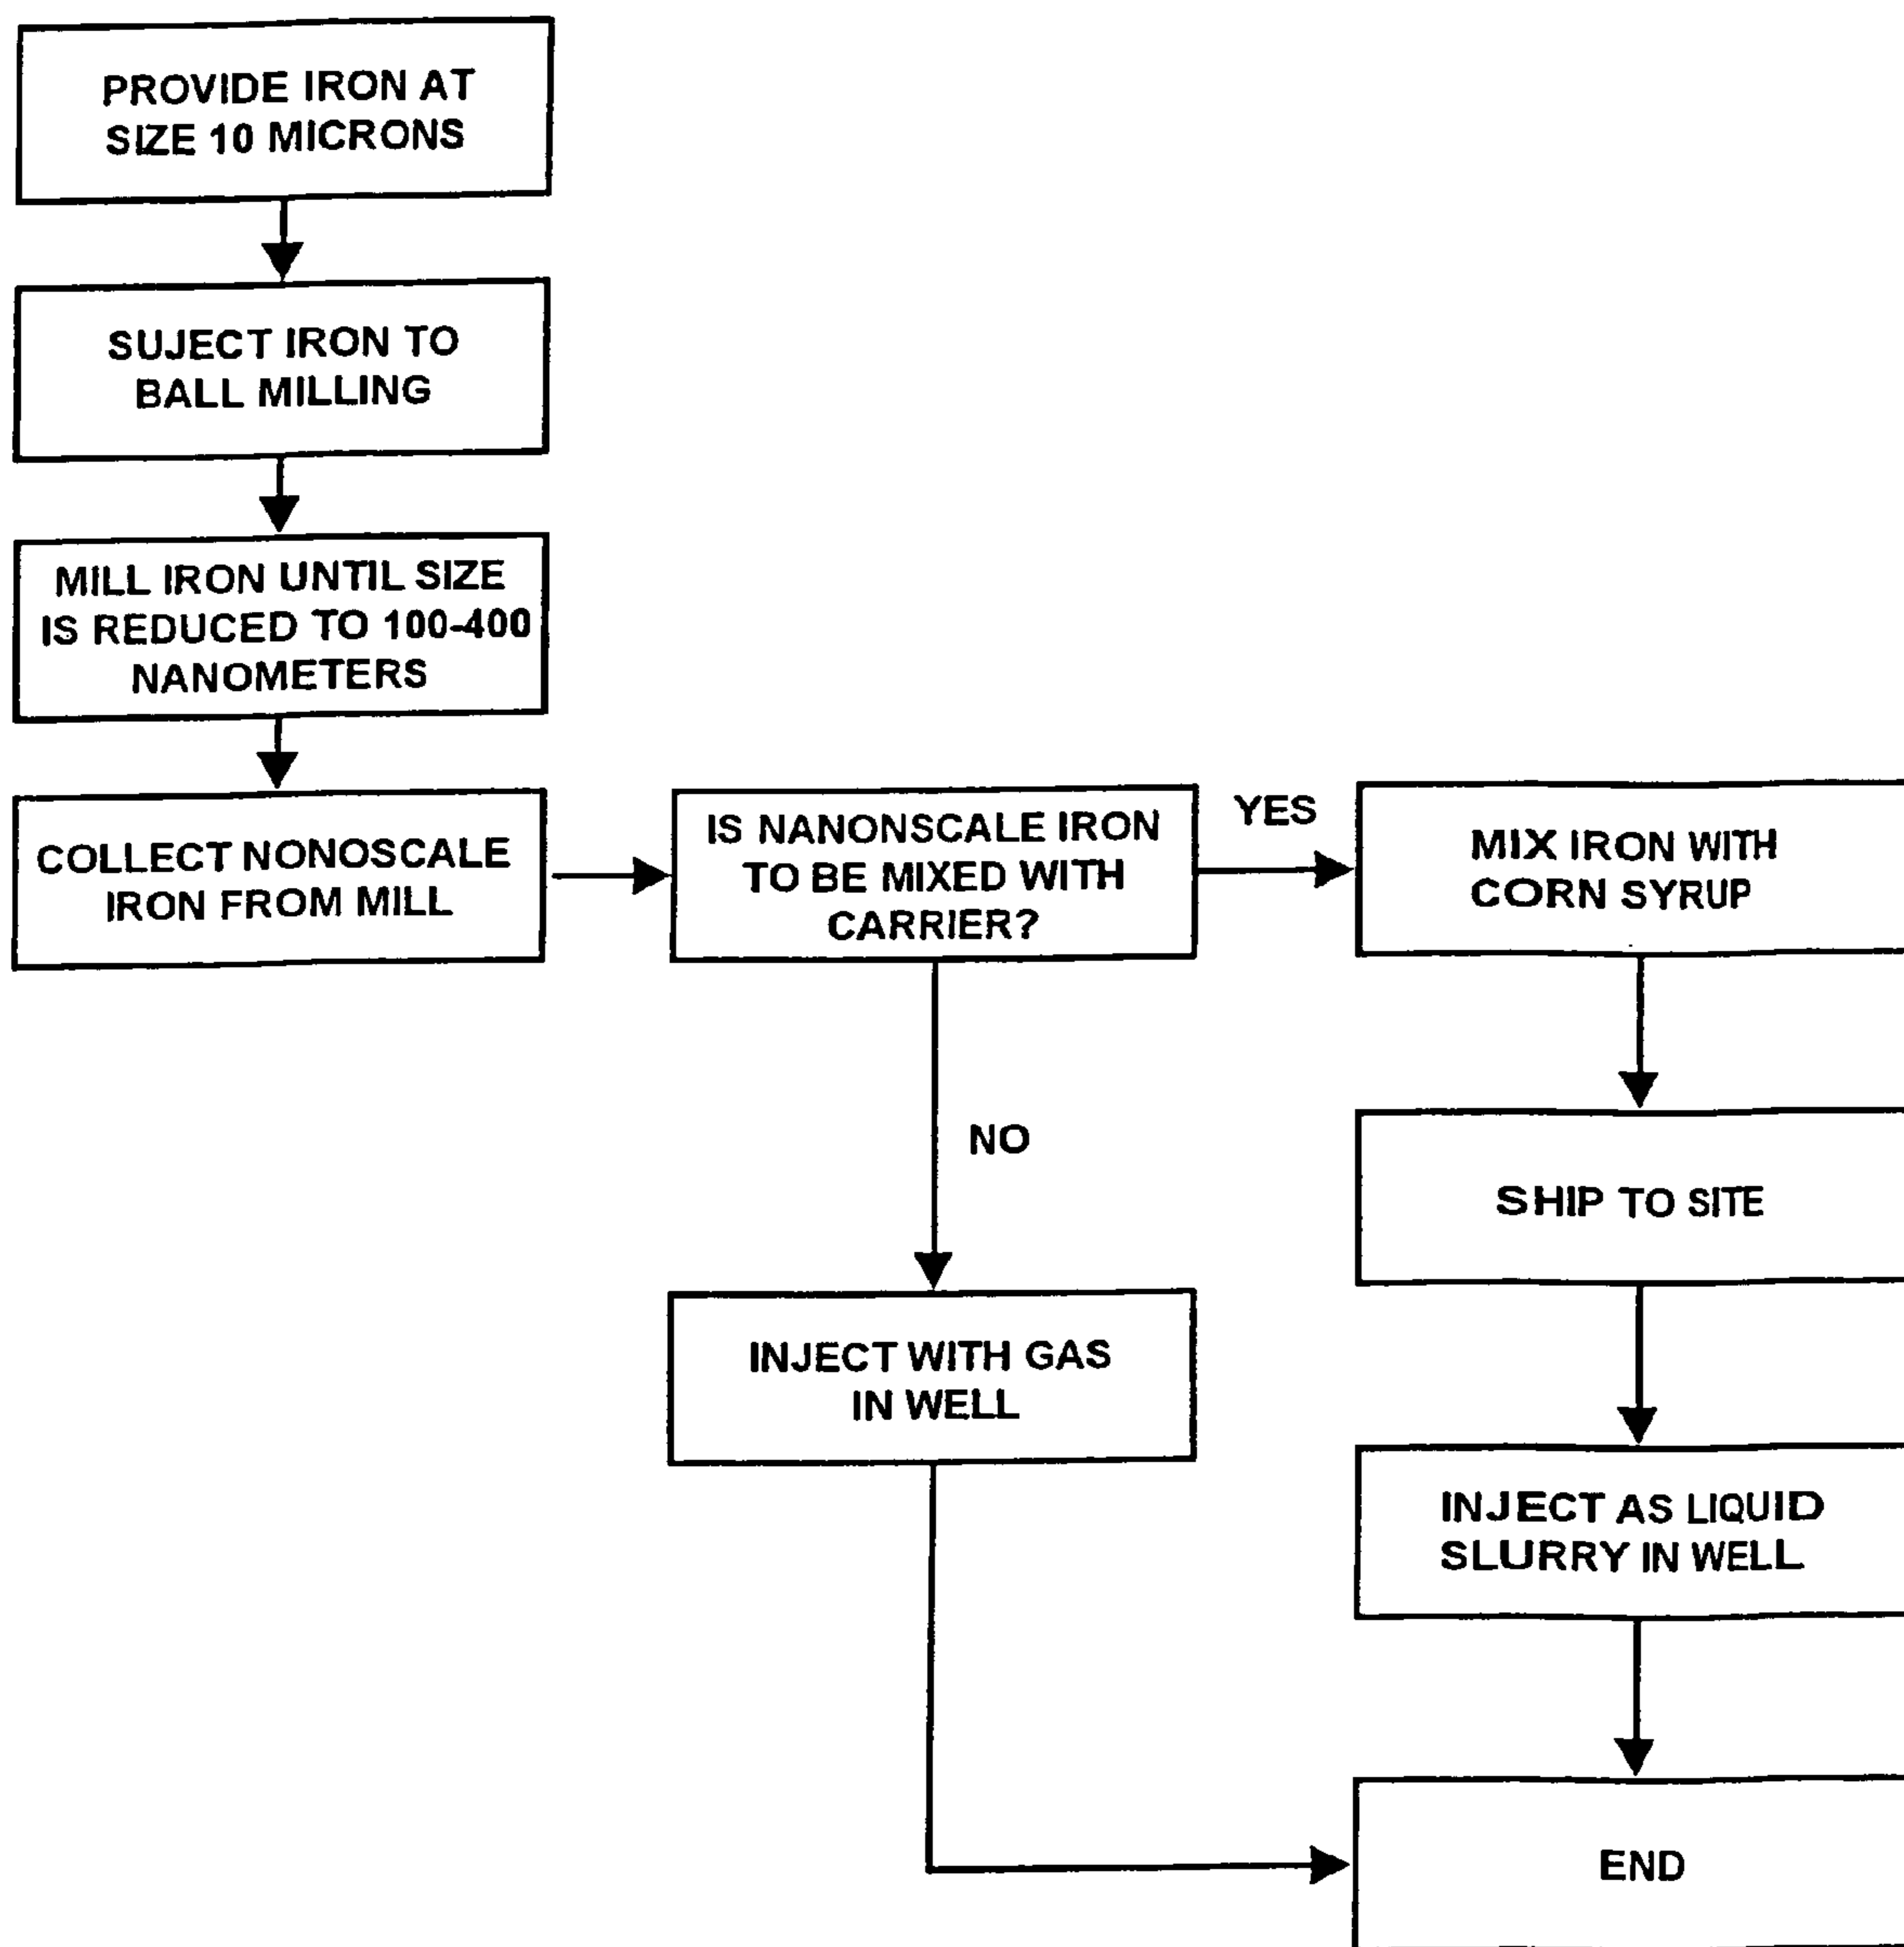 PROVIDE IRON AT
SIZE 10 MICRONS
SUJECT IRON TO
BALL MILLING
MILL IRON UNTIL SIZE
IS REDUCED TO 100-400
NANOMETERS
COLLECT NONOSCALE
IRON FROM MILL
IS NANONSCALE IRON
TO BE MIXED WITH
CARRIER?
YES
MIX IRON WITH
CORN SYRUP
NO
SHIP TO SITE
INJECT WITH GAS
IN WELL
INJECT AS LIQUID
SLURRY IN WELL
END